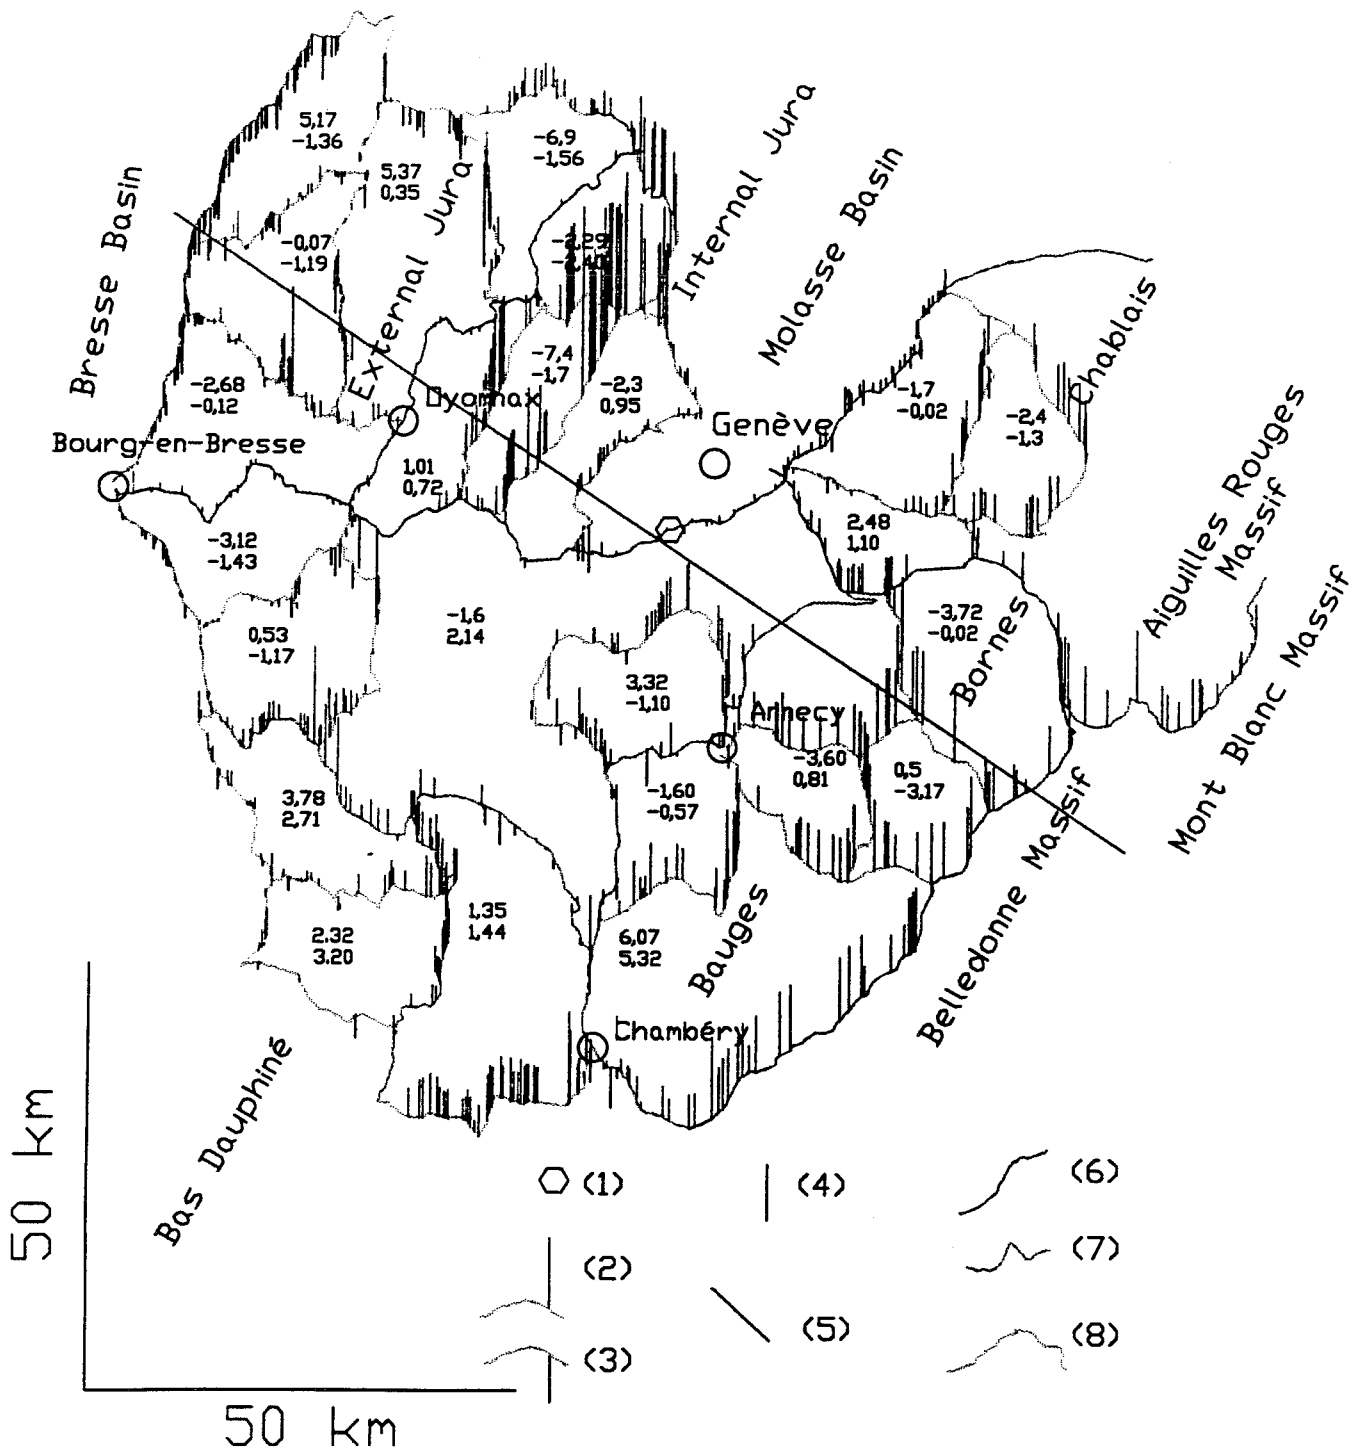 5,17
-1,36
5,37
0,35
-6,9
-1,56
Internal Jura
Molasse Basin
Bresse Basin
External Jura
-0,07
-1,19
-7,4
-1,7
-2,3
0,95
-2,68
-0,12
Oyonnax
Genève
-1,7
-0,02
-2,4
-1,3
Chablais
Bourg-en-Bresse
1,01
0,72
2,48
1,10
Aiguilles Rouges
Massif
-3,12
-1,43
0,53
-1,17
-1,6
2,14
-3,72
-0,02
Bornes
3,32
-1,10
Annecy
Mont Blanc Massif
-3,60
0,81
0,5
-3,17
-1,60
-0,57
3,78
2,71
Belledonne Massif
1,35
1,44
2.32
3.20
6,07
5,32
Bauges
Chambéry
Bas Dauphiné
50 km
50 km
(1)
(2)
(3)
(4)
(5)
(6)
(7)
(8)